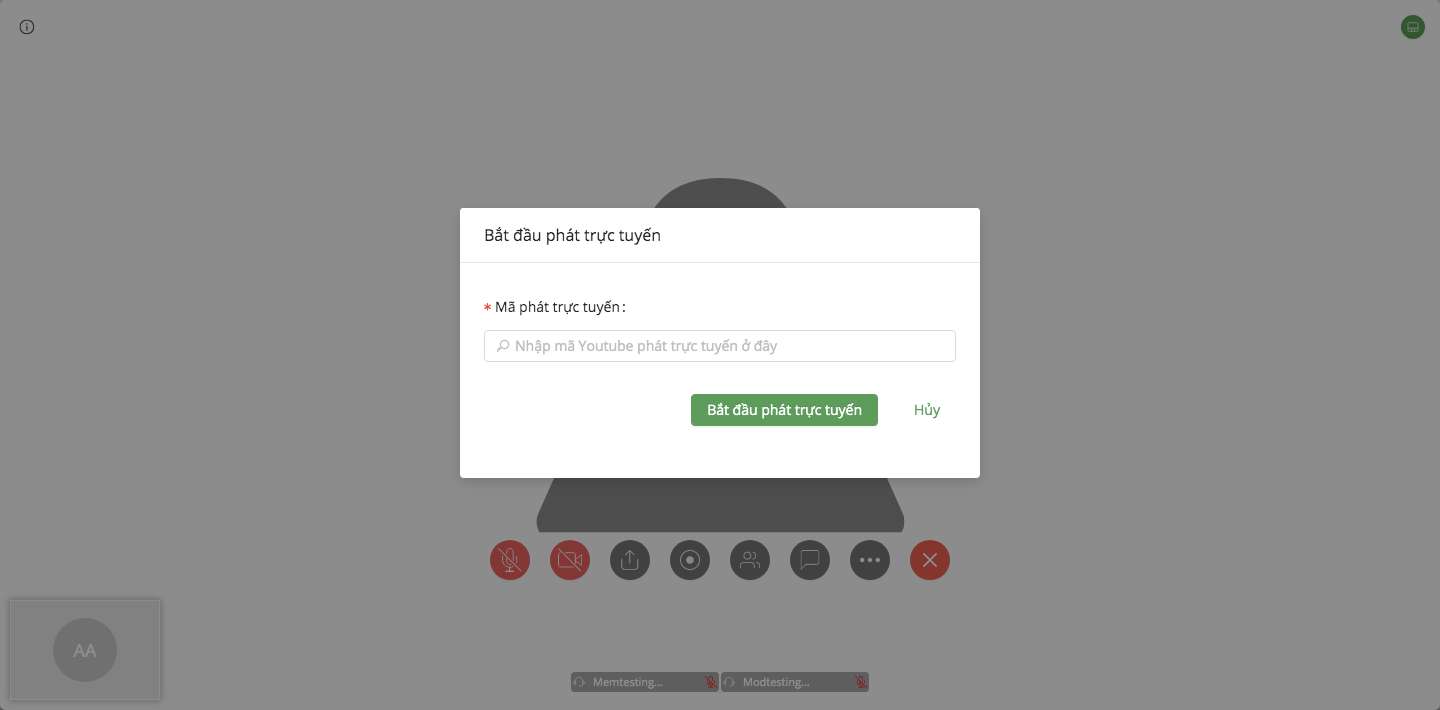 Bắt đầu phát trực tuyến
* Mã phát trực tuyến :
Nhập mã Youtube phát trực tuyến ở đây
Bắt đầu phát trực tuyến Hủy
AA
Memtesting... Modtesting...